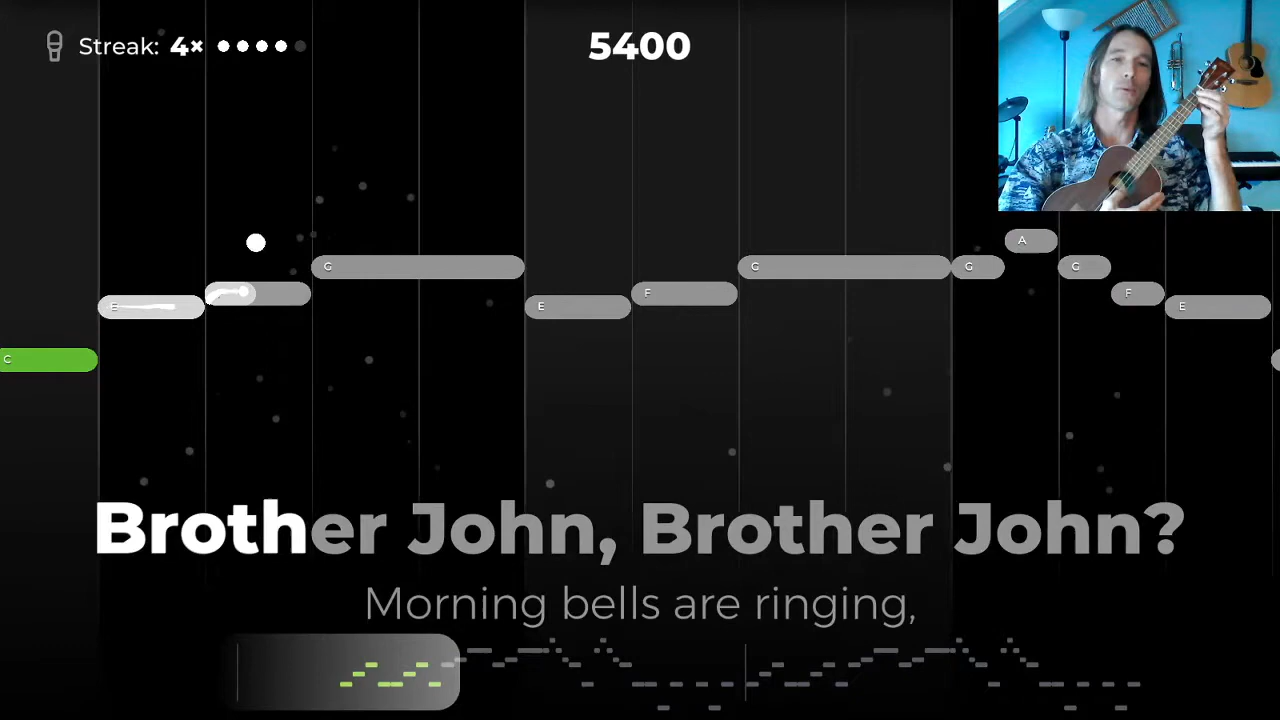 Streak: 4×
5400
A
G G G G
E F E F F E
C
Brother John, Brother John?
Morning bells are ringing,